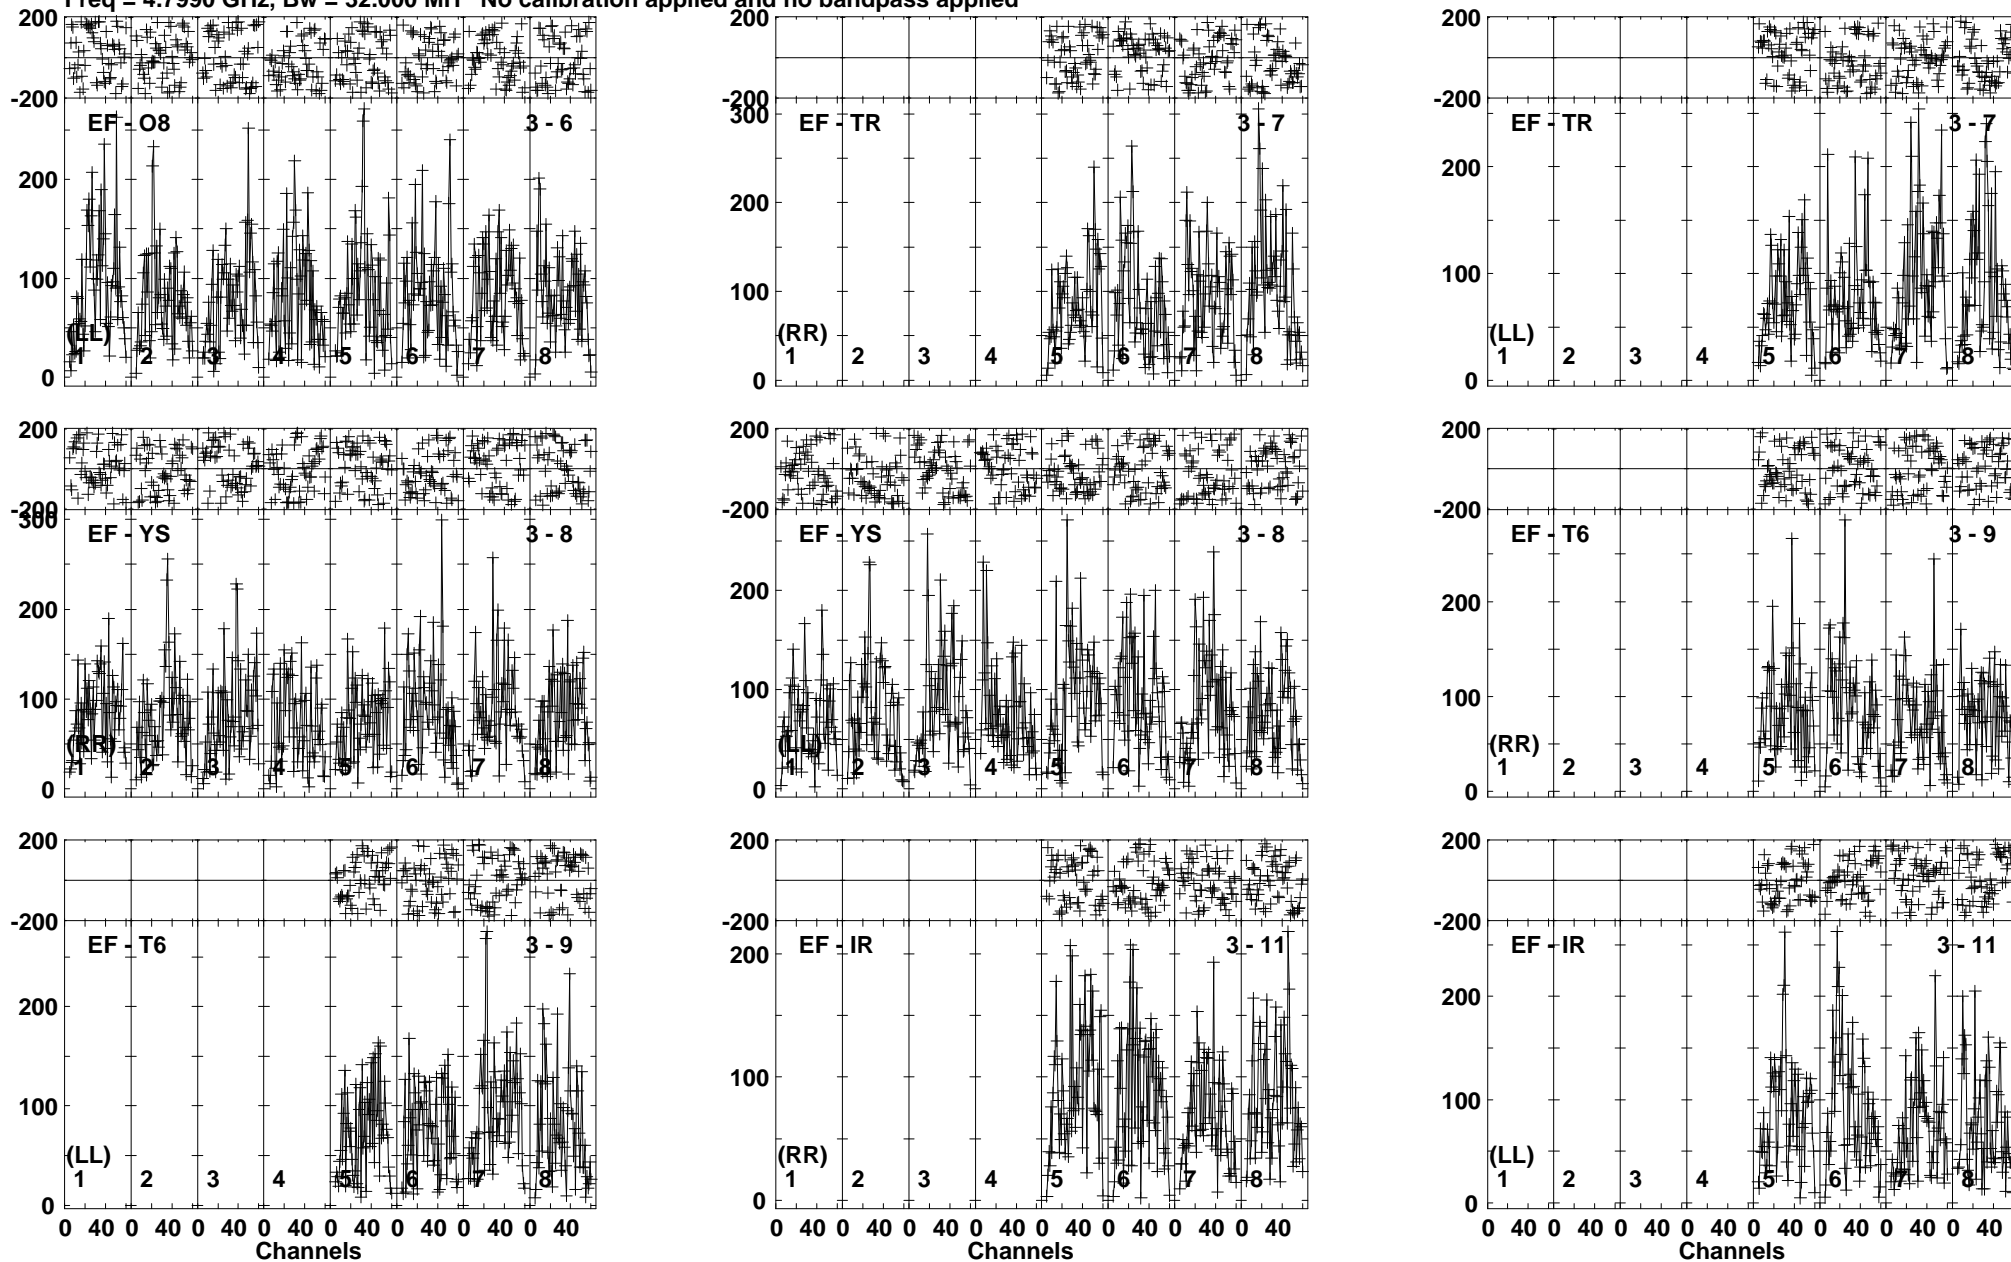 Freq = 4.7990 GHz, Bw = 32.000 MH No calibration applied and no bandpass applied
200 200 200
-200 -200 -200
EF - O8 3 - 6 300 EF - TR 3 - 7 EF - TR 3 - 7
200 200 200
100 100 100
(LL) (RR) (LL)
1 2 3 4 5 6 7 8 1 2 3 4 5 6 7 8 1 2 3 4 5 6 7 8
0 0 0
200 200 200
-200 -200 -200
300 EF - YS 3 - 8 EF - YS 3 - 8 EF - T6 3 - 9
200 200 200
100 100 100
(RR) (LL) (RR)
1 2 3 4 5 6 7 8 1 2 3 4 5 6 7 8 1 2 3 4 5 6 7 8
0 0 0
200 200 200
-200 -200 -200
EF - T6 3 - 9 EF - IR 3 - 11 EF - IR 3 - 11
200 200 200
100 100 100
(LL) (RR) (LL)
1 2 3 4 5 6 7 8 1 2 3 4 5 6 7 8 1 2 3 4 5 6 7 8
0 0 0
0 40 0 40 0 40 0 40 0 40 0 40 0 40 0 40 0 40 0 40 0 40 0 40 0 40 0 40 0 40 0 40 0 40 0 40 0 40 0 40 0 40 0 40 0 40 0 40
Channels Channels Channels